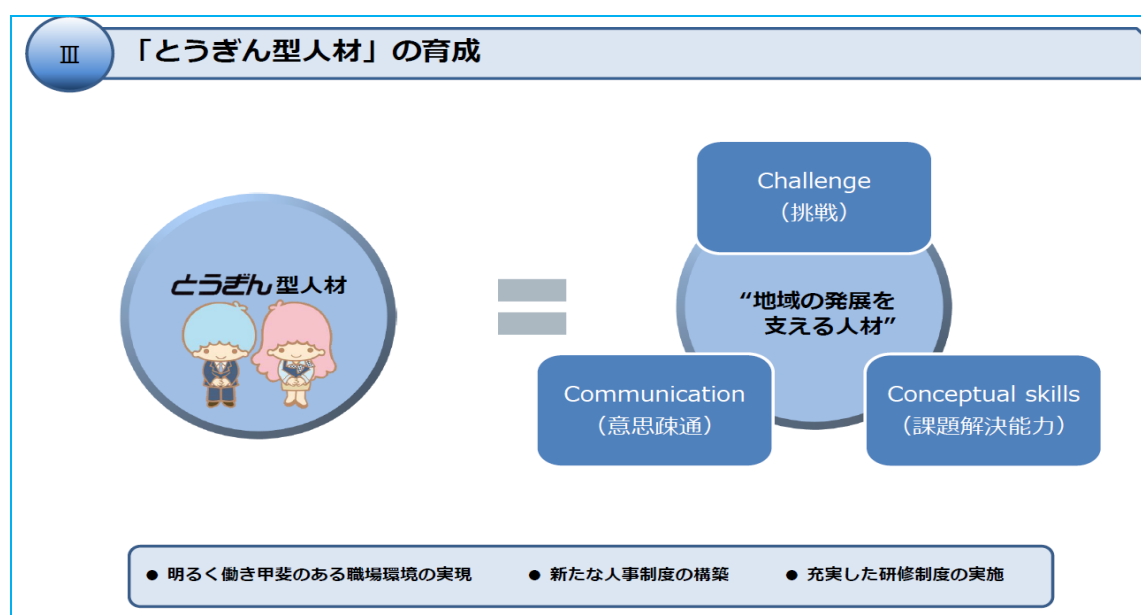 Ⅲ
「とうぎん型人材」の育成
とうぎん型人材
Challenge
（挑戦）
“地域の発展を
支える人材”
Communication
（意思疎通）
Conceptual skills
（課題解決能力）
● 明るく働き甲斐のある職場環境の実現 ● 新たな人事制度の構築 ● 充実した研修制度の実施